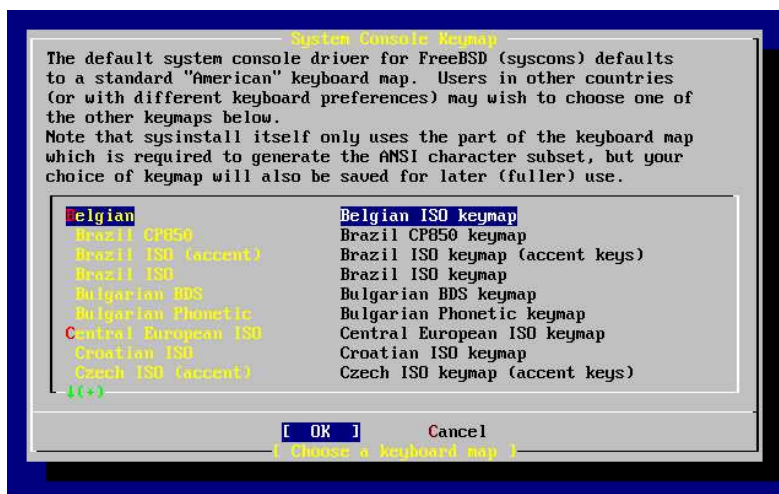 System Console Keymap
The default system console driver for FreeBSD (syscons) defaults
to a standard "American" keyboard map.  Users in other countries
(or with different keyboard preferences) may wish to choose one of
the other keymaps below.
Note that sysinstall itself only uses the part of the keyboard map
which is required to generate the ANSI character subset, but your
choice of keymap will also be saved for later (fuller) use.
Belgian Belgian ISO keymap
Brazil CP850 Brazil CP850 keymap
Brazil ISO (accent) Brazil ISO keymap (accent keys)
Brazil ISO Brazil ISO keymap
Bulgarian BDS Bulgarian BDS keymap
Bulgarian Phonetic Bulgarian Phonetic keymap
Central European ISO Central European ISO keymap
Croatian ISO Croatian ISO keymap
Czech ISO (accent) Czech ISO keymap (accent keys)
↓(+)
[ OK ] Cancel
[ Choose a keyboard map ]